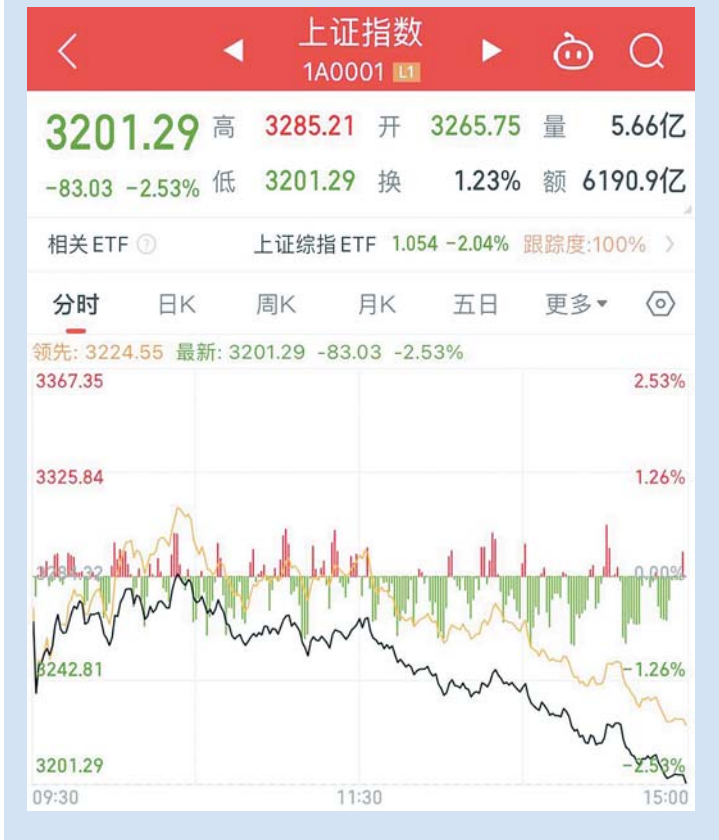 上证指数
1A0001 L1
3201.29 高 3285.21 开 3265.75 量 5.66亿
-83.03 -2.53% 低 3201.29 换 1.23% 额 6190.9亿
相关ETF ? 上证综指ETF 1.054 -2.04% 跟踪度:100%
分时 日K 周K 月K 五日 更多
领先: 3224.55 最新: 3201.29 -83.03 -2.53%
3367.35 2.53%
3325.84 1.26%
3284.32 0.00%
3242.81 -1.26%
3201.29 -2.53%
09:30 11:30 15:00